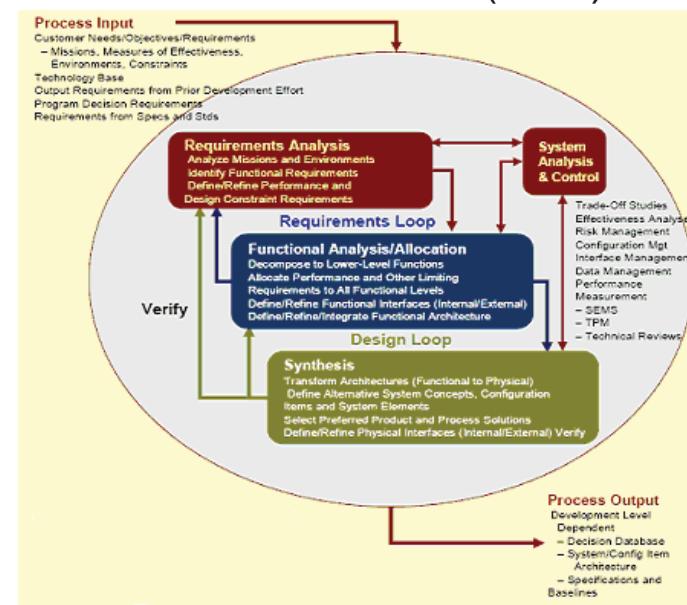 Process Input
Customer Needs/Objectives/Requirements
– Missions, Measures of Effectiveness,
Environments, Constraints
Technology Base
Output Requirements from Prior Development Effort
Program Decision Requirements
Requirements from Specs and Stds
Requirements Analysis
Analyze Missions and Environments
Identify Functional Requirements
Define/Refine Performance and
Design Constraint Requirements
System
Analysis
& Control
Trade-Off Studies
Effectiveness Analyse
Risk Management
Configuration Mgt
Interface Management
Data Management
Performance
Measurement
– SEMS
– TPM
– Technical Reviews
Requirements Loop
Functional Analysis/Allocation
Decompose to Lower-Level Functions
Allocate Performance and Other Limiting
Requirements to All Functional Levels
Define/Refine Functional Interfaces (Internal/External)
Define/Refine/Integrate Functional Architecture
Verify
Design Loop
Synthesis
Transform Architectures (Functional to Physical)
Define Alternative System Concepts, Configuration
Items and System Elements
Select Preferred Product and Process Solutions
Define/Refine Physical Interfaces (Internal/External) Verify
Process Output
Development Level
Dependent
– Decision Database
– System/Config Item
Architecture
– Specifications and
Baselines